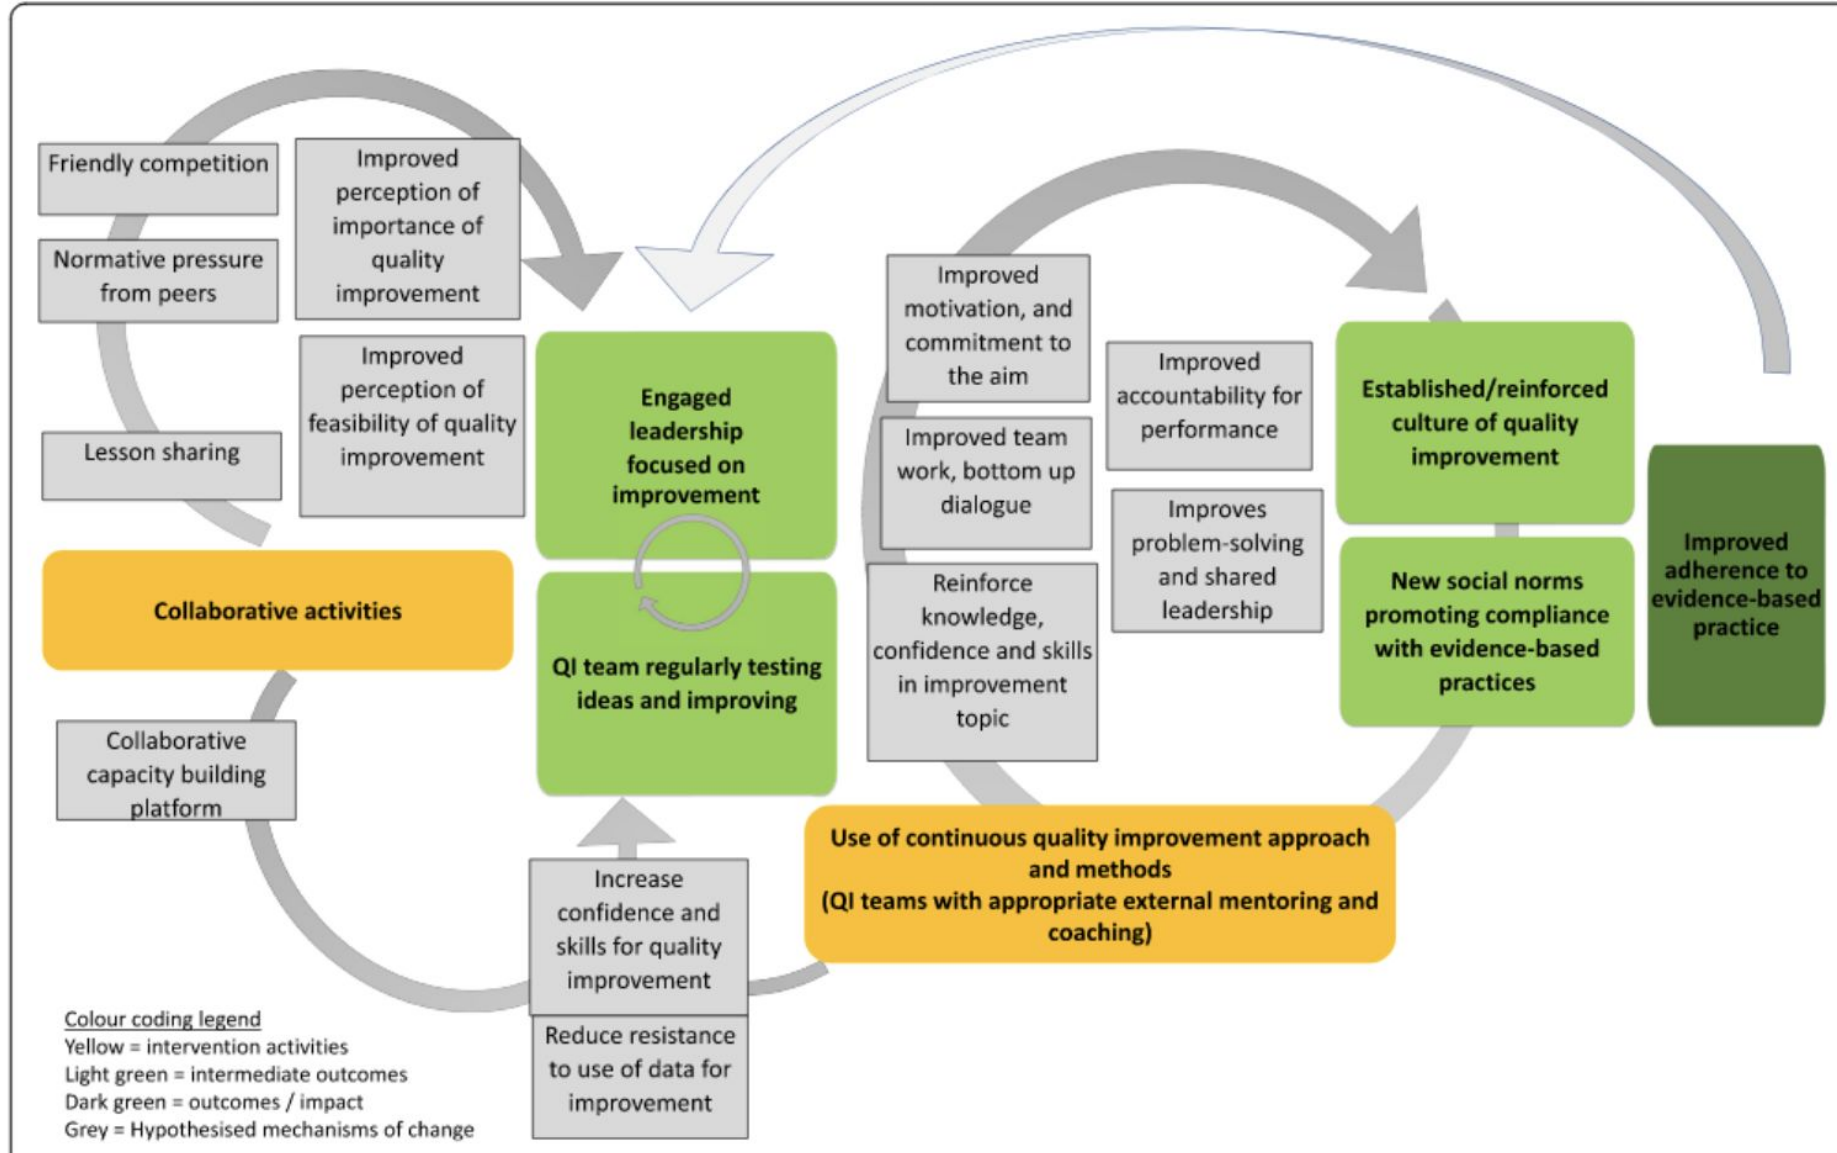 Friendly competition
Normative pressure
from peers
Lesson sharing
Improved
perception of
importance of
quality
improvement
Improved
perception of
feasibility of quality
improvement
Collaborative activities
Collaborative
capacity building
platform
Engaged
leadership
focused on
improvement
QI team regularly testing
ideas and improving
Increase
confidence and
skills for quality
improvement
Reduce resistance
to use of data for
improvement
Improved
motivation, and
commitment to
the aim
Improved team
work, bottom up
dialogue
Reinforce
knowledge,
confidence and skills
in improvement
topic
Improved
accountability for
performance
Improves
problem-solving
and shared
leadership
Use of continuous quality improvement approach
and methods
(QI teams with appropriate external mentoring and
coaching)
Established/reinforced
culture of quality
improvement
New social norms
promoting compliance
with evidence-based
practices
Improved
adherence to
evidence-based
practice
Colour coding legend
Yellow = intervention activities
Light green = intermediate outcomes
Dark green = outcomes / impact
Grey = Hypothesised mechanisms of change